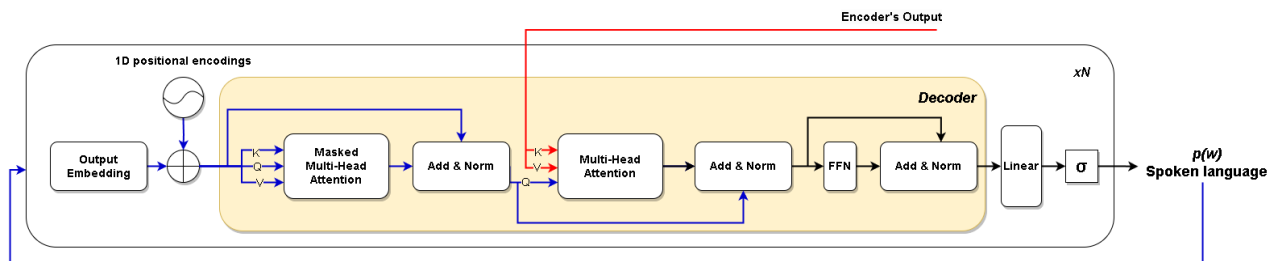 Encoder's Output
1D positional encodings
xN
Decoder
Output
Embedding
K
Q
V
Masked
Multi-Head
Attention
Add & Norm
K
V
Q
Multi-Head
Attention
Add & Norm
FFN
Add & Norm
Linear
σ
p(w)
Spoken language